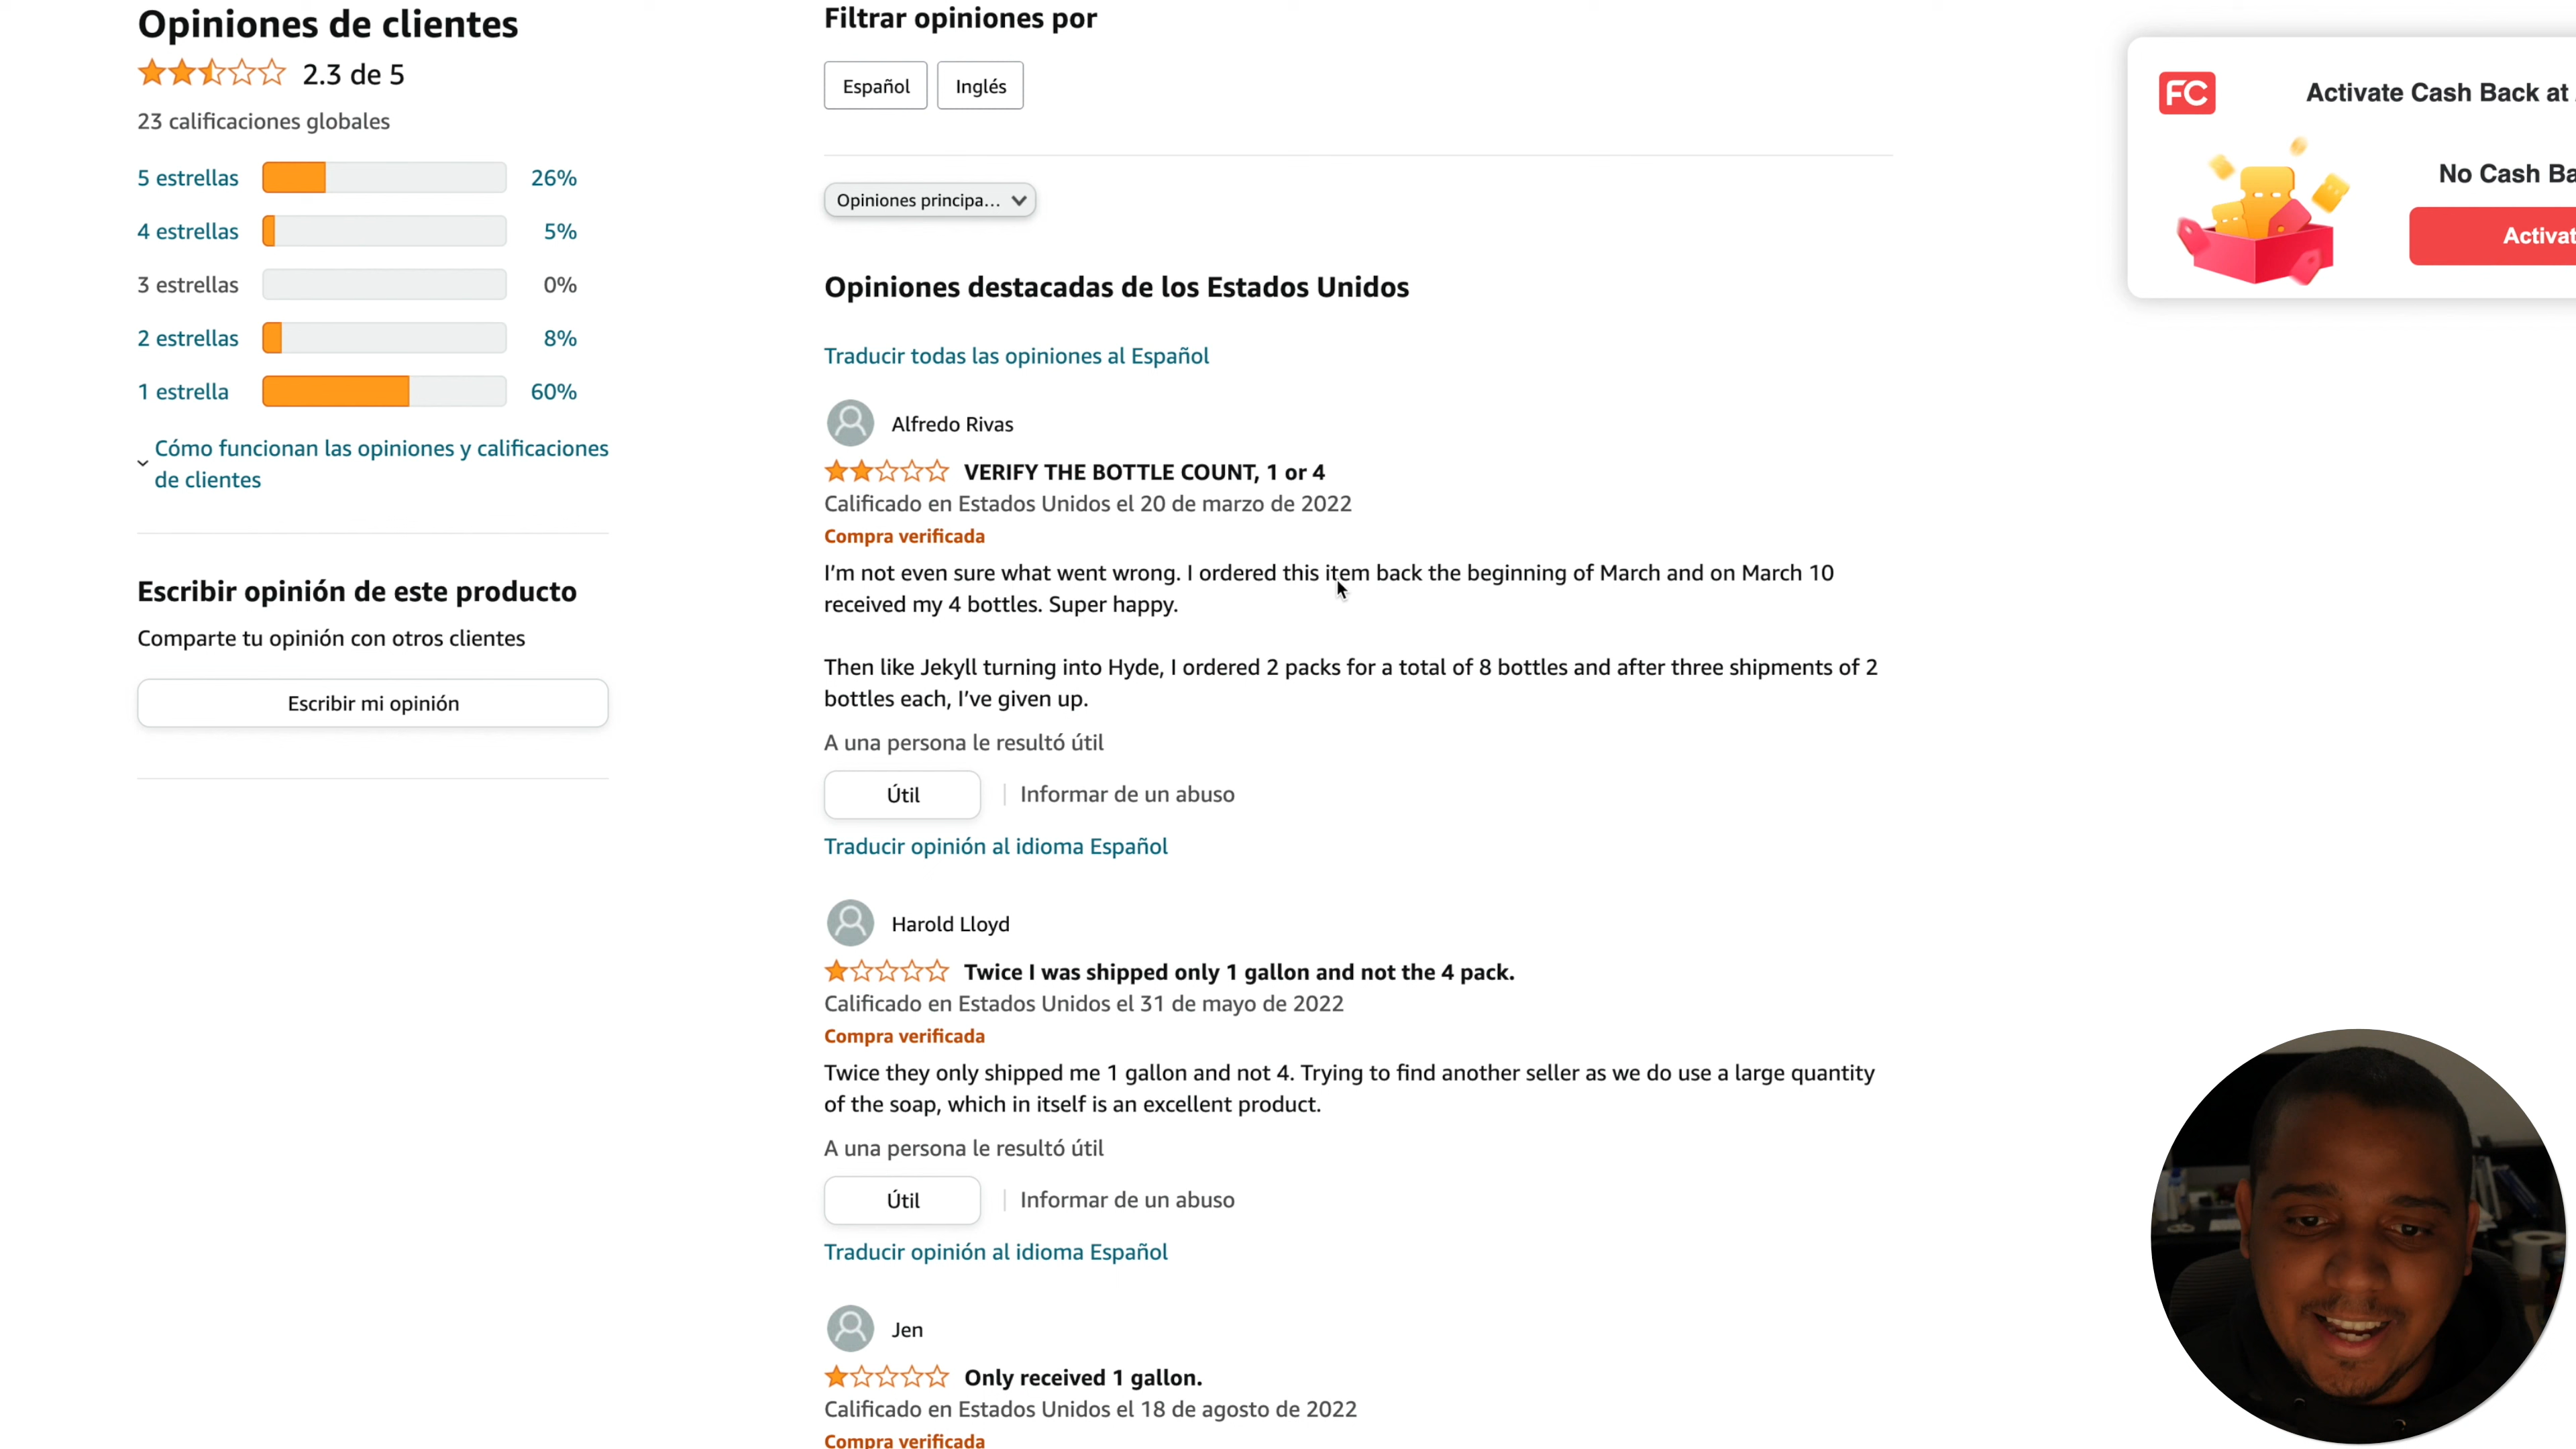 Opiniones de clientes
2.3 de 5
23 calificaciones globales
5 estrellas 26%
4 estrellas 5%
3 estrellas 0%
2 estrellas 8%
1 estrella 60%
Cómo funcionan las opiniones y calificaciones
de clientes
Escribir opinión de este producto
Comparte tu opinión con otros clientes
Escribir mi opinión
Filtrar opiniones por
Español Inglés
Opiniones principa...
Opiniones destacadas de los Estados Unidos
Traducir todas las opiniones al Español
Alfredo Rivas
VERIFY THE BOTTLE COUNT, 1 or 4
Calificado en Estados Unidos el 20 de marzo de 2022
Compra verificada
I'm not even sure what went wrong. I ordered this item back the beginning of March and on March 10
received my 4 bottles. Super happy.
Then like Jekyll turning into Hyde, I ordered 2 packs for a total of 8 bottles and after three shipments of 2
bottles each, I've given up.
A una persona le resultó útil
Útil | Informar de un abuso
Traducir opinión al idioma Español
Harold Lloyd
Twice I was shipped only 1 gallon and not the 4 pack.
Calificado en Estados Unidos el 31 de mayo de 2022
Compra verificada
Twice they only shipped me 1 gallon and not 4. Trying to find another seller as we do use a large quantity
of the soap, which in itself is an excellent product.
A una persona le resultó útil
Útil | Informar de un abuso
Traducir opinión al idioma Español
Jen
Only received 1 gallon.
Calificado en Estados Unidos el 18 de agosto de 2022
Compra verificada
FC Activate Cash Back at
No Cash Ba
Activat